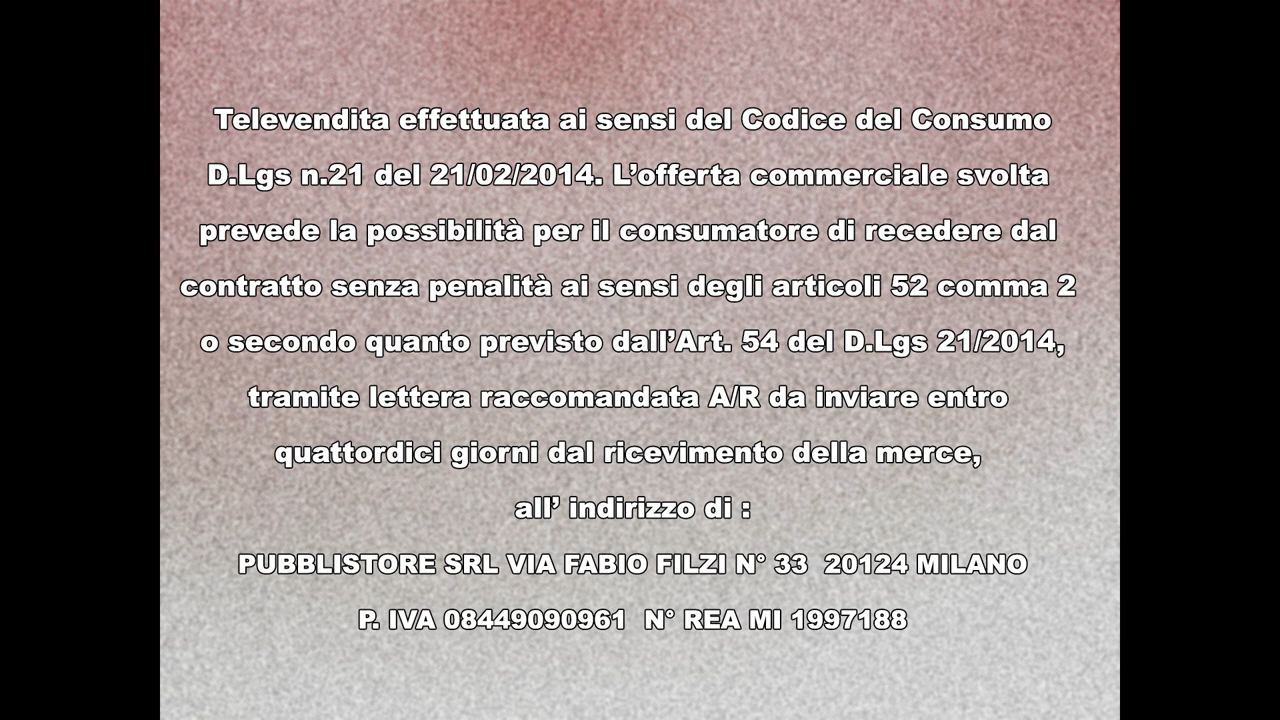 Televendita effettuata ai sensi del Codice del Consumo
D.Lgs n.21 del 21/02/2014. L’offerta commerciale svolta
prevede la possibilità per il consumatore di recedere dal
contratto senza penalità ai sensi degli articoli 52 comma 2
o secondo quanto previsto dall’Art. 54 del D.Lgs 21/2014,
tramite lettera raccomandata A/R da inviare entro
quattordici giorni dal ricevimento della merce,
all’ indirizzo di :
PUBBLISTORE SRL VIA FABIO FILZI N° 33  20124 MILANO
P. IVA 08449090961  N° REA MI 1997188